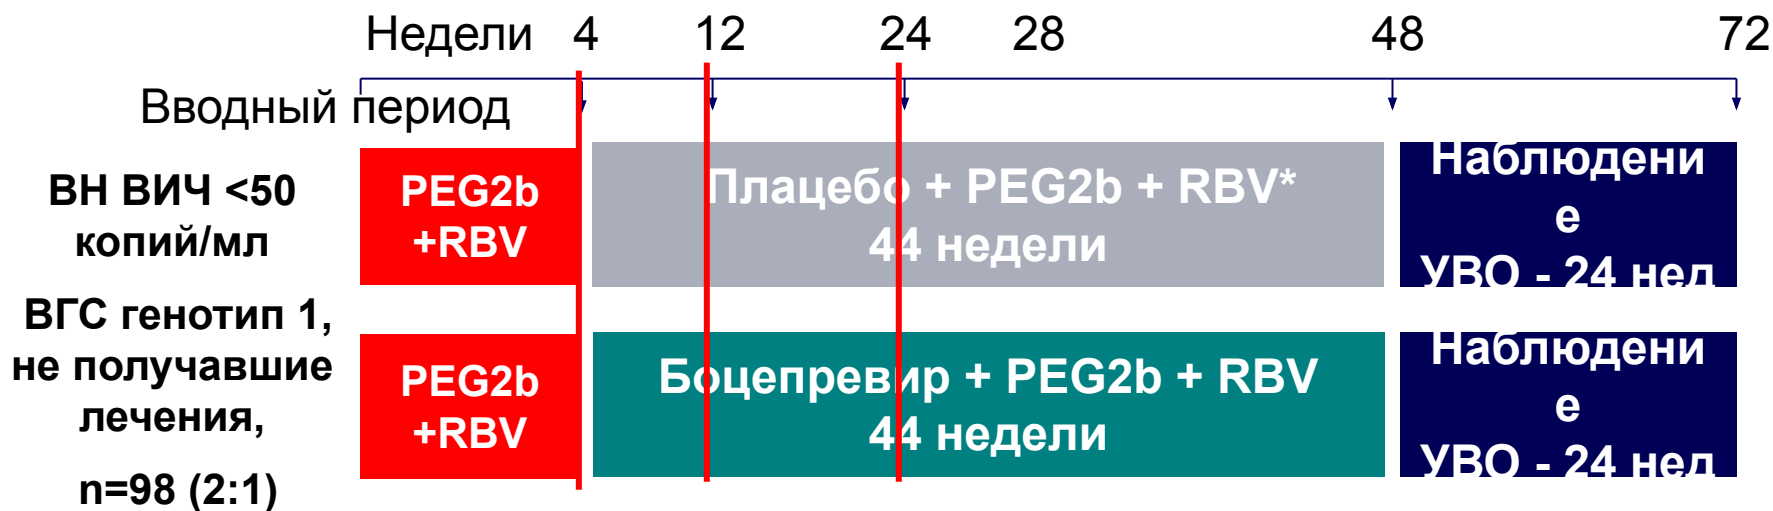 Недели 4 12 24 28 48 72
Вводный период
ВН ВИЧ <50
копий/мл
ВГС генотип 1,
не получавшие
лечения,
n=98 (2:1)
PEG2b
+RBV
Плацебо + PEG2b + RBV*
44 недели
Наблюдени
е
УВО - 24 нед
PEG2b
+RBV
Боцепревир + PEG2b + RBV
44 недели
Наблюдени
е
УВО - 24 нед